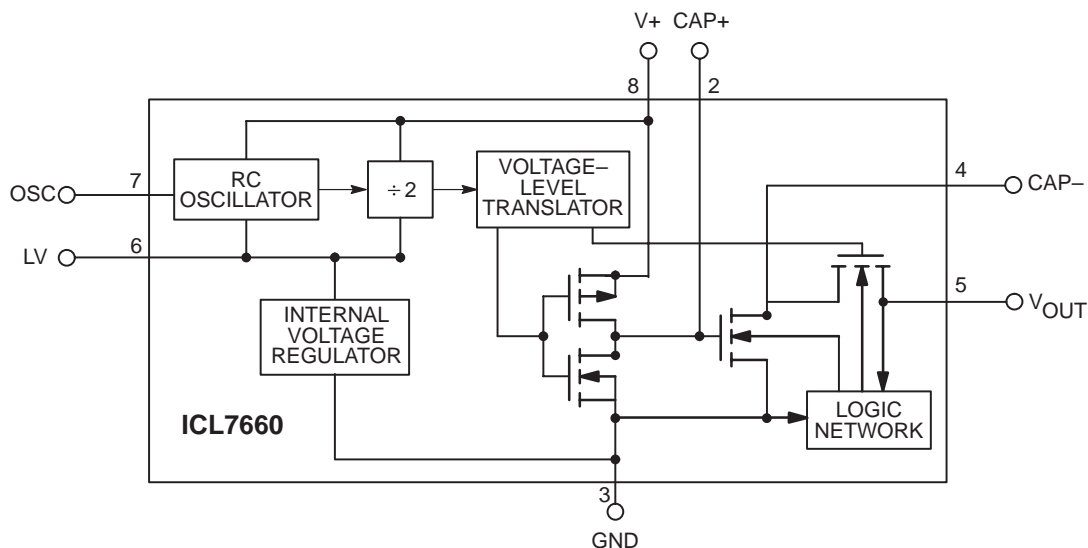 V+ CAP+
8 2
RC
OSCILLATOR
÷ 2
VOLTAGE–
LEVEL
TRANSLATOR
OSC 7
4 CAP–
LV 6
INTERNAL
VOLTAGE
REGULATOR
5 VOUT
ICL7660
LOGIC
NETWORK
3
GND